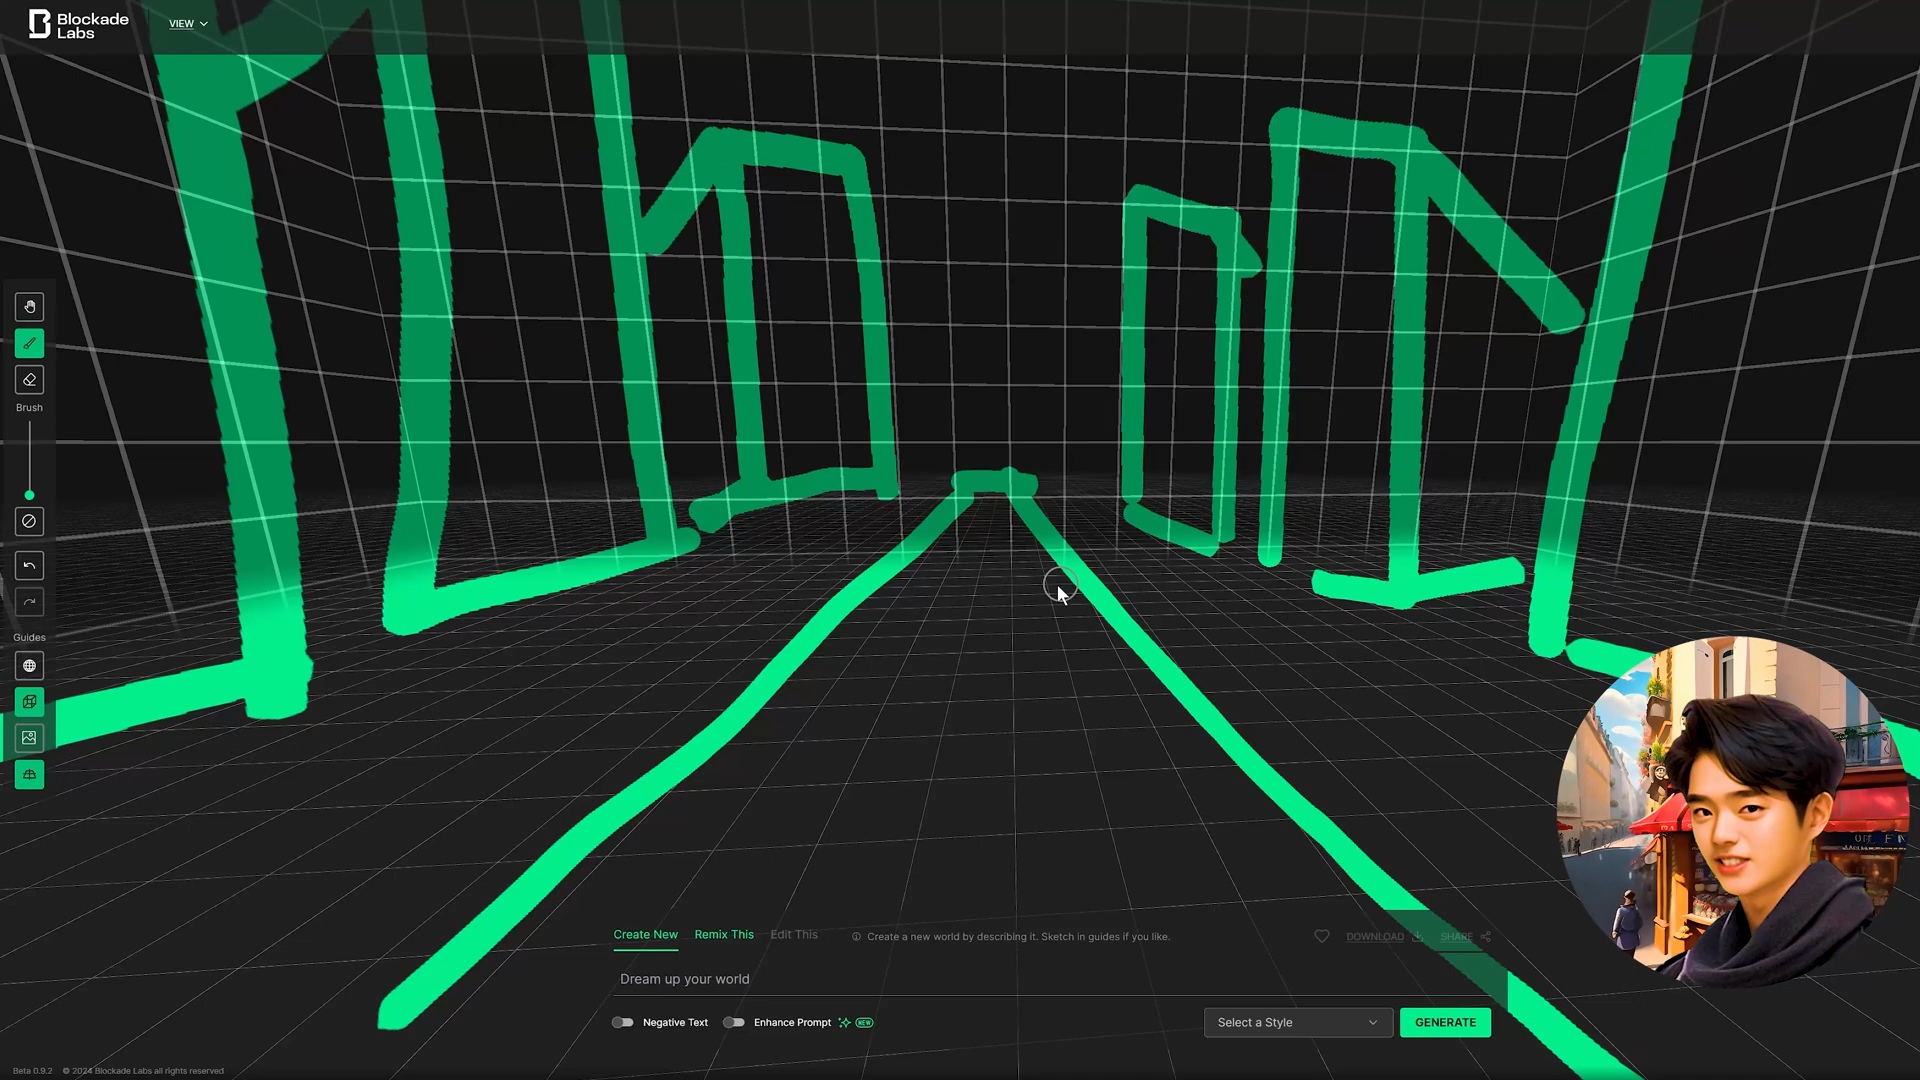 Blockade
Labs
VIEW
Brush
Guides
Create New
Remix This
Edit This
Create a new world by describing it. Sketch in guides if you like.
DOWNLOAD
SHARE
Dream up your world
Negative Text
Enhance Prompt
NEW
Select a Style
GENERATE
Beta 0.9.2
© 2024 Blockade Labs all rights reserved